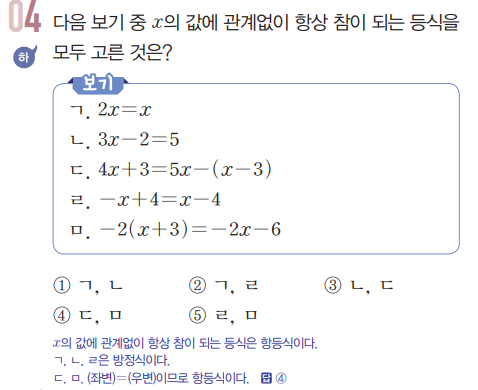 04 다음 보기 중 x의 값에 관계없이 항상 참이 되는 등식을
하 모두 고른 것은?
보기
ㄱ. 2x=x
ㄴ. 3x-2=5
ㄷ. 4x+3=5x-(x-3)
ㄹ. -x+4=x-4
ㅁ. -2(x+3)=-2x-6
① ㄱ, ㄴ ② ㄱ, ㄹ ③ ㄴ, ㄷ
④ ㄷ, ㅁ ⑤ ㄹ, ㅁ
x의 값에 관계없이 항상 참이 되는 등식은 항등식이다.
ㄱ, ㄴ, ㄹ은 방정식이다.
ㄷ. ㅁ. (좌변)=(우변)이므로 항등식이다. 답 ④